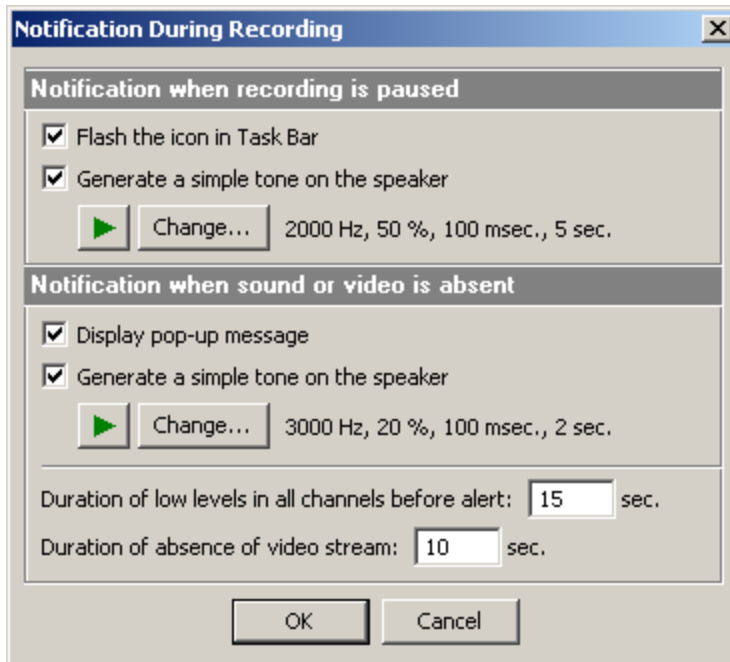 Notification During Recording
Notification when recording is paused
Flash the icon in Task Bar
Generate a simple tone on the speaker
Change... 2000 Hz, 50 %, 100 msec., 5 sec.
Notification when sound or video is absent
Display pop-up message
Generate a simple tone on the speaker
Change... 3000 Hz, 20 %, 100 msec., 2 sec.
Duration of low levels in all channels before alert: 15 sec.
Duration of absence of video stream: 10 sec.
OK Cancel